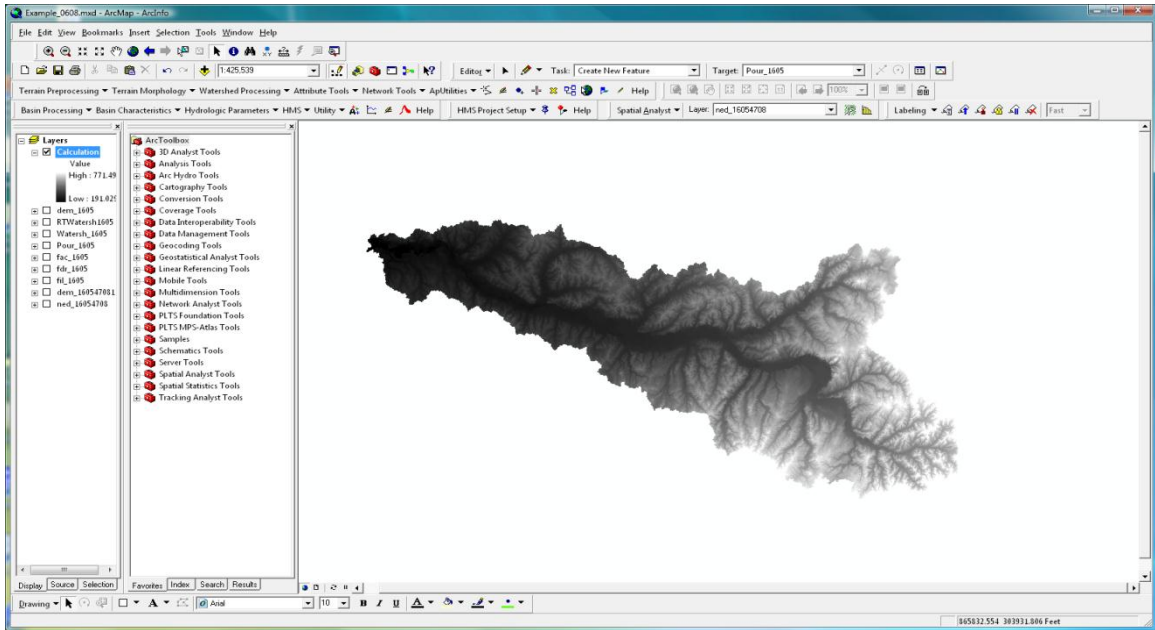 Example_0608.mxd - ArcMap - ArcInfo
File Edit View Bookmarks Insert Selection Tools Window Help
1:425,539 Editor Task: Create New Feature Target: Pour_1605
Terrain Preprocessing Terrain Morphology Watershed Processing Attribute Tools Network Tools ApUtilities Help 100%
Basin Processing Basin Characteristics Hydrologic Parameters HMS Utility Help HMS Project Setup Help Spatial Analyst Layer: ned_16054708 Labeling Fast
Layers
Calculation
Value
High : 771.49
Low : 191.029
dem_1605
RTWatersh1605
Watersh_1605
Pour_1605
fac_1605
fdr_1605
fil_1605
dem_160547081
ned_16054708
ArcToolbox
3D Analyst Tools
Analysis Tools
Arc Hydro Tools
Cartography Tools
Conversion Tools
Coverage Tools
Data Interoperability Tools
Data Management Tools
Geocoding Tools
Geostatistical Analyst Tools
Linear Referencing Tools
Mobile Tools
Multidimension Tools
Network Analyst Tools
PLTS Foundation Tools
PLTS MPS-Atlas Tools
Samples
Schematics Tools
Server Tools
Spatial Analyst Tools
Spatial Statistics Tools
Tracking Analyst Tools
Display Source Selection
Favorites Index Search Results
Drawing A Arial 10 B I U A
865832.554 303931.806 Feet